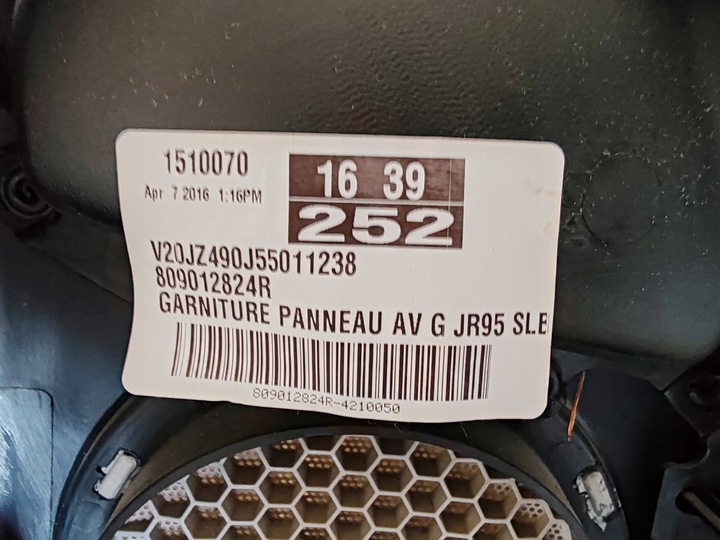 1510070
Apr 7 2016 1:16PM
16 39
252
V20JZ490J55011238
809012824R
GARNITURE PANNEAU AV G JR95 SLB
809012824R-4210050